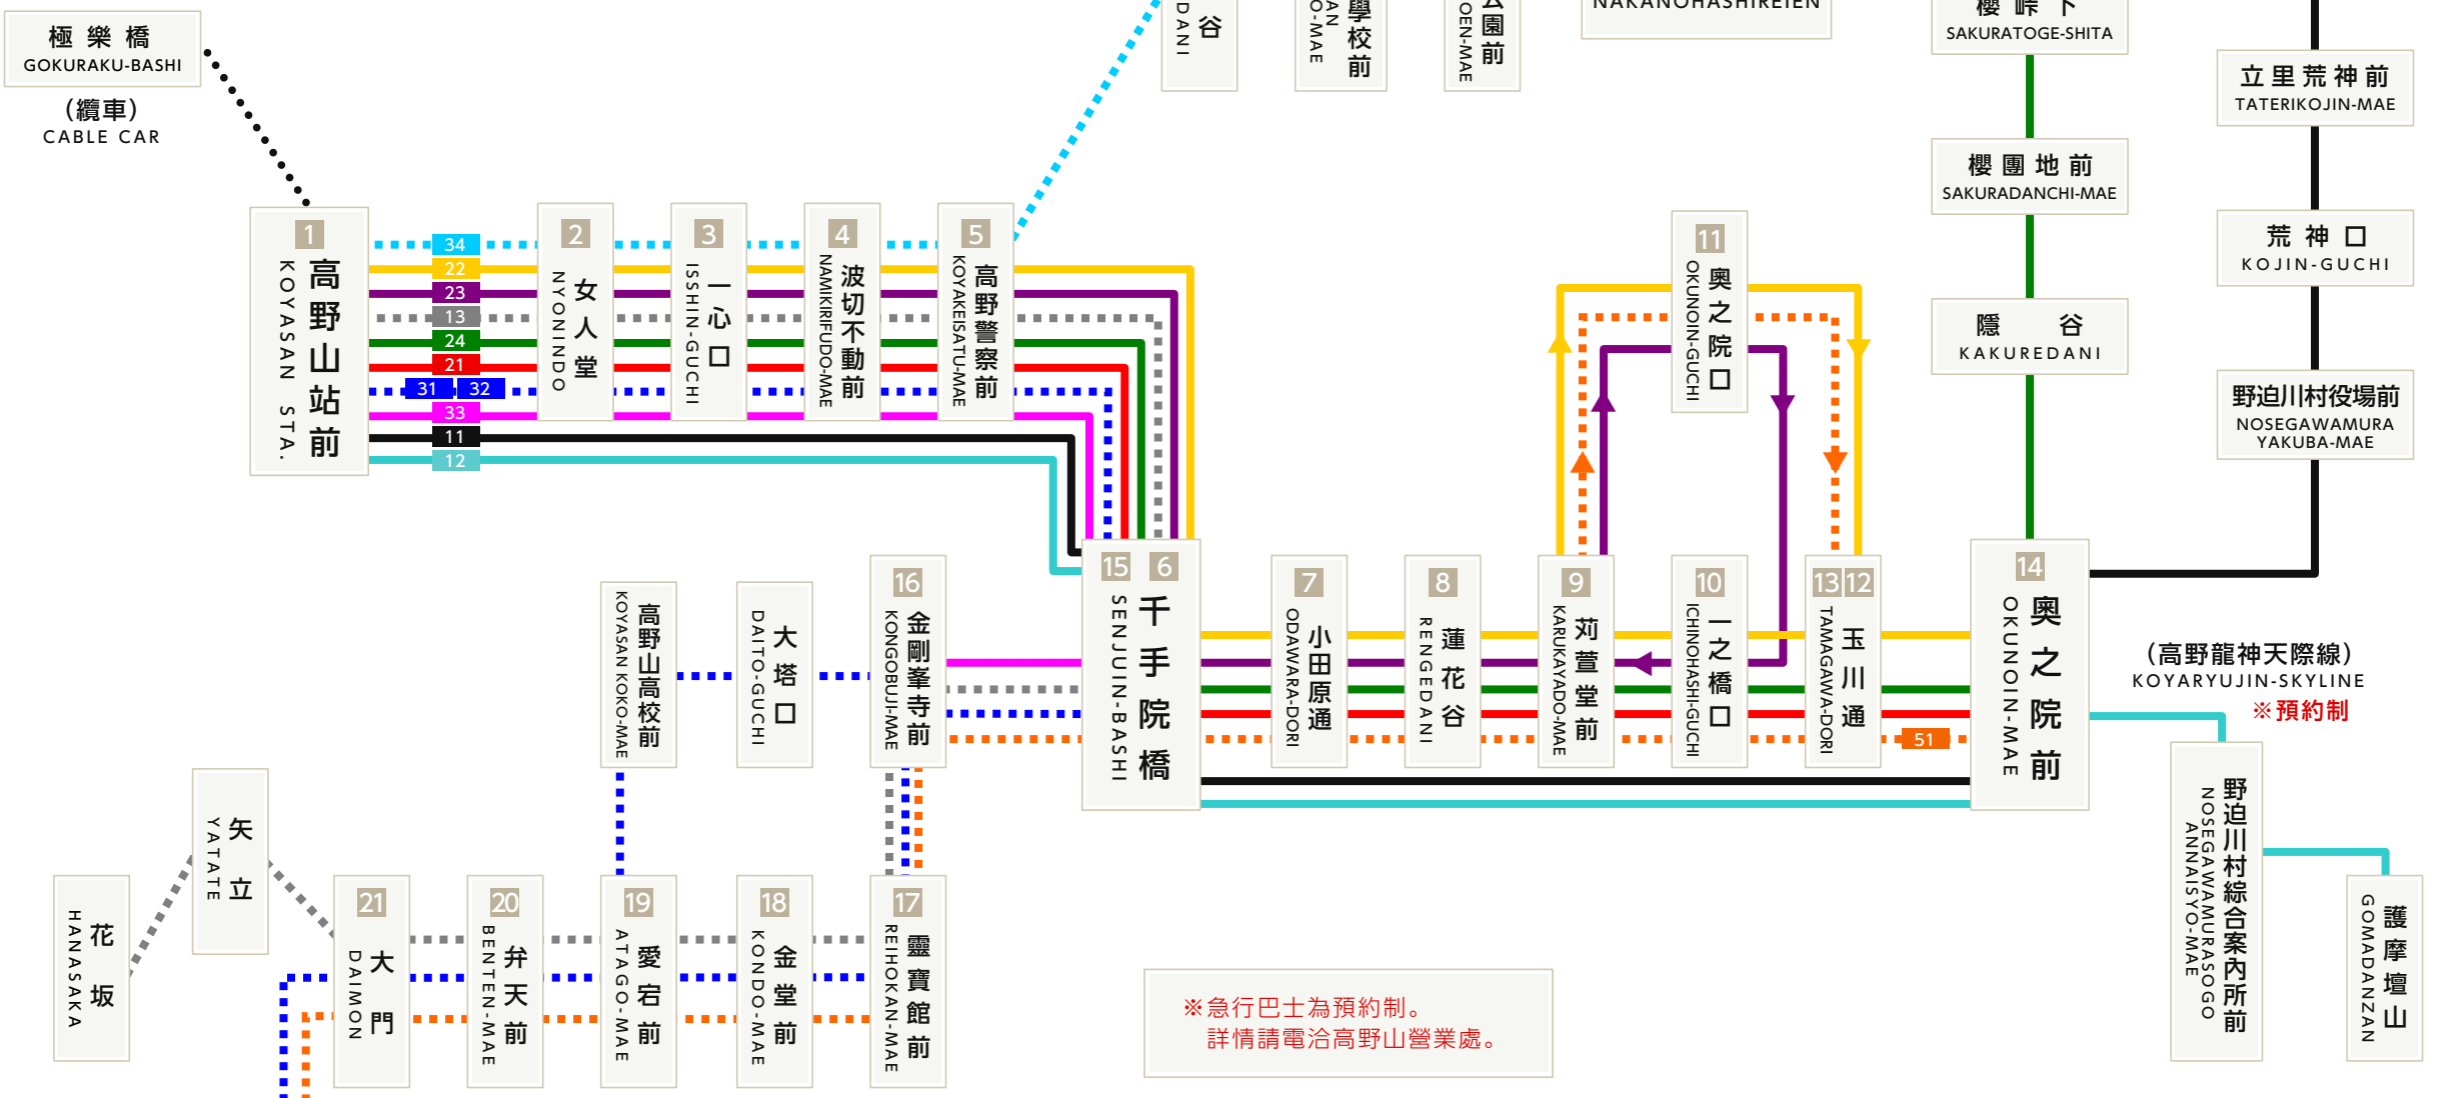 極樂橋
GOKURAKU-BASHI
(纜車)
CABLE CAR
谷
DANI
學校前
AN
O-MAE
公園前
OEN-MAE
NAKANOHASHIREIEN
櫻峠下
SAKURATOGE-SHITA
立里荒神前
TATERIKOJIN-MAE
櫻團地前
SAKURADANCHI-MAE
荒神口
KOJIN-GUCHI
隱谷
KAKUREDANI
野迫川村役場前
NOSEGAWAMURA
YAKUBA-MAE
1
高野山站前
KOYASAN STA.
34
22
23
13
24
21
31
32
33
11
12
2
女人堂
NYONINDO
3
一心口
ISSHIN-GUCHI
4
波切不動前
NAMIKIRIFUDO-MAE
5
高野警察前
KOYAKEISATU-MAE
11
奧之院口
OKUNOIN-GUCHI
高野山高校前
KOYASAN KOKO-MAE
大塔口
DAITO-GUCHI
16
金剛峯寺前
KONGOBUJI-MAE
15
6
千手院橋
SENJUIN-BASHI
7
小田原通
ODAWARA-DORI
8
蓮花谷
RENGEDANI
9
苅萱堂前
KARUKAYADO-MAE
10
一之橋口
ICHINOHASHI-GUCHI
13
12
玉川通
TAMAGAWA-DORI
51
14
奧之院前
OKUNOIN-MAE
(高野龍神天際線)
KOYARYUJIN-SKYLINE
※預約制
野迫川村綜合案內所前
NOSEGAWAMURASOGO
ANNAISYO-MAE
護摩壇山
GOMADANZAN
花坂
HANASAKA
矢立
YATATE
21
大門
DAIMON
20
弁天前
BENTEN-MAE
19
愛宕前
ATAGO-MAE
18
金堂前
KONDO-MAE
17
靈寶館前
REIHOKAN-MAE
※急行巴士為預約制。
詳情請電洽高野山營業處。